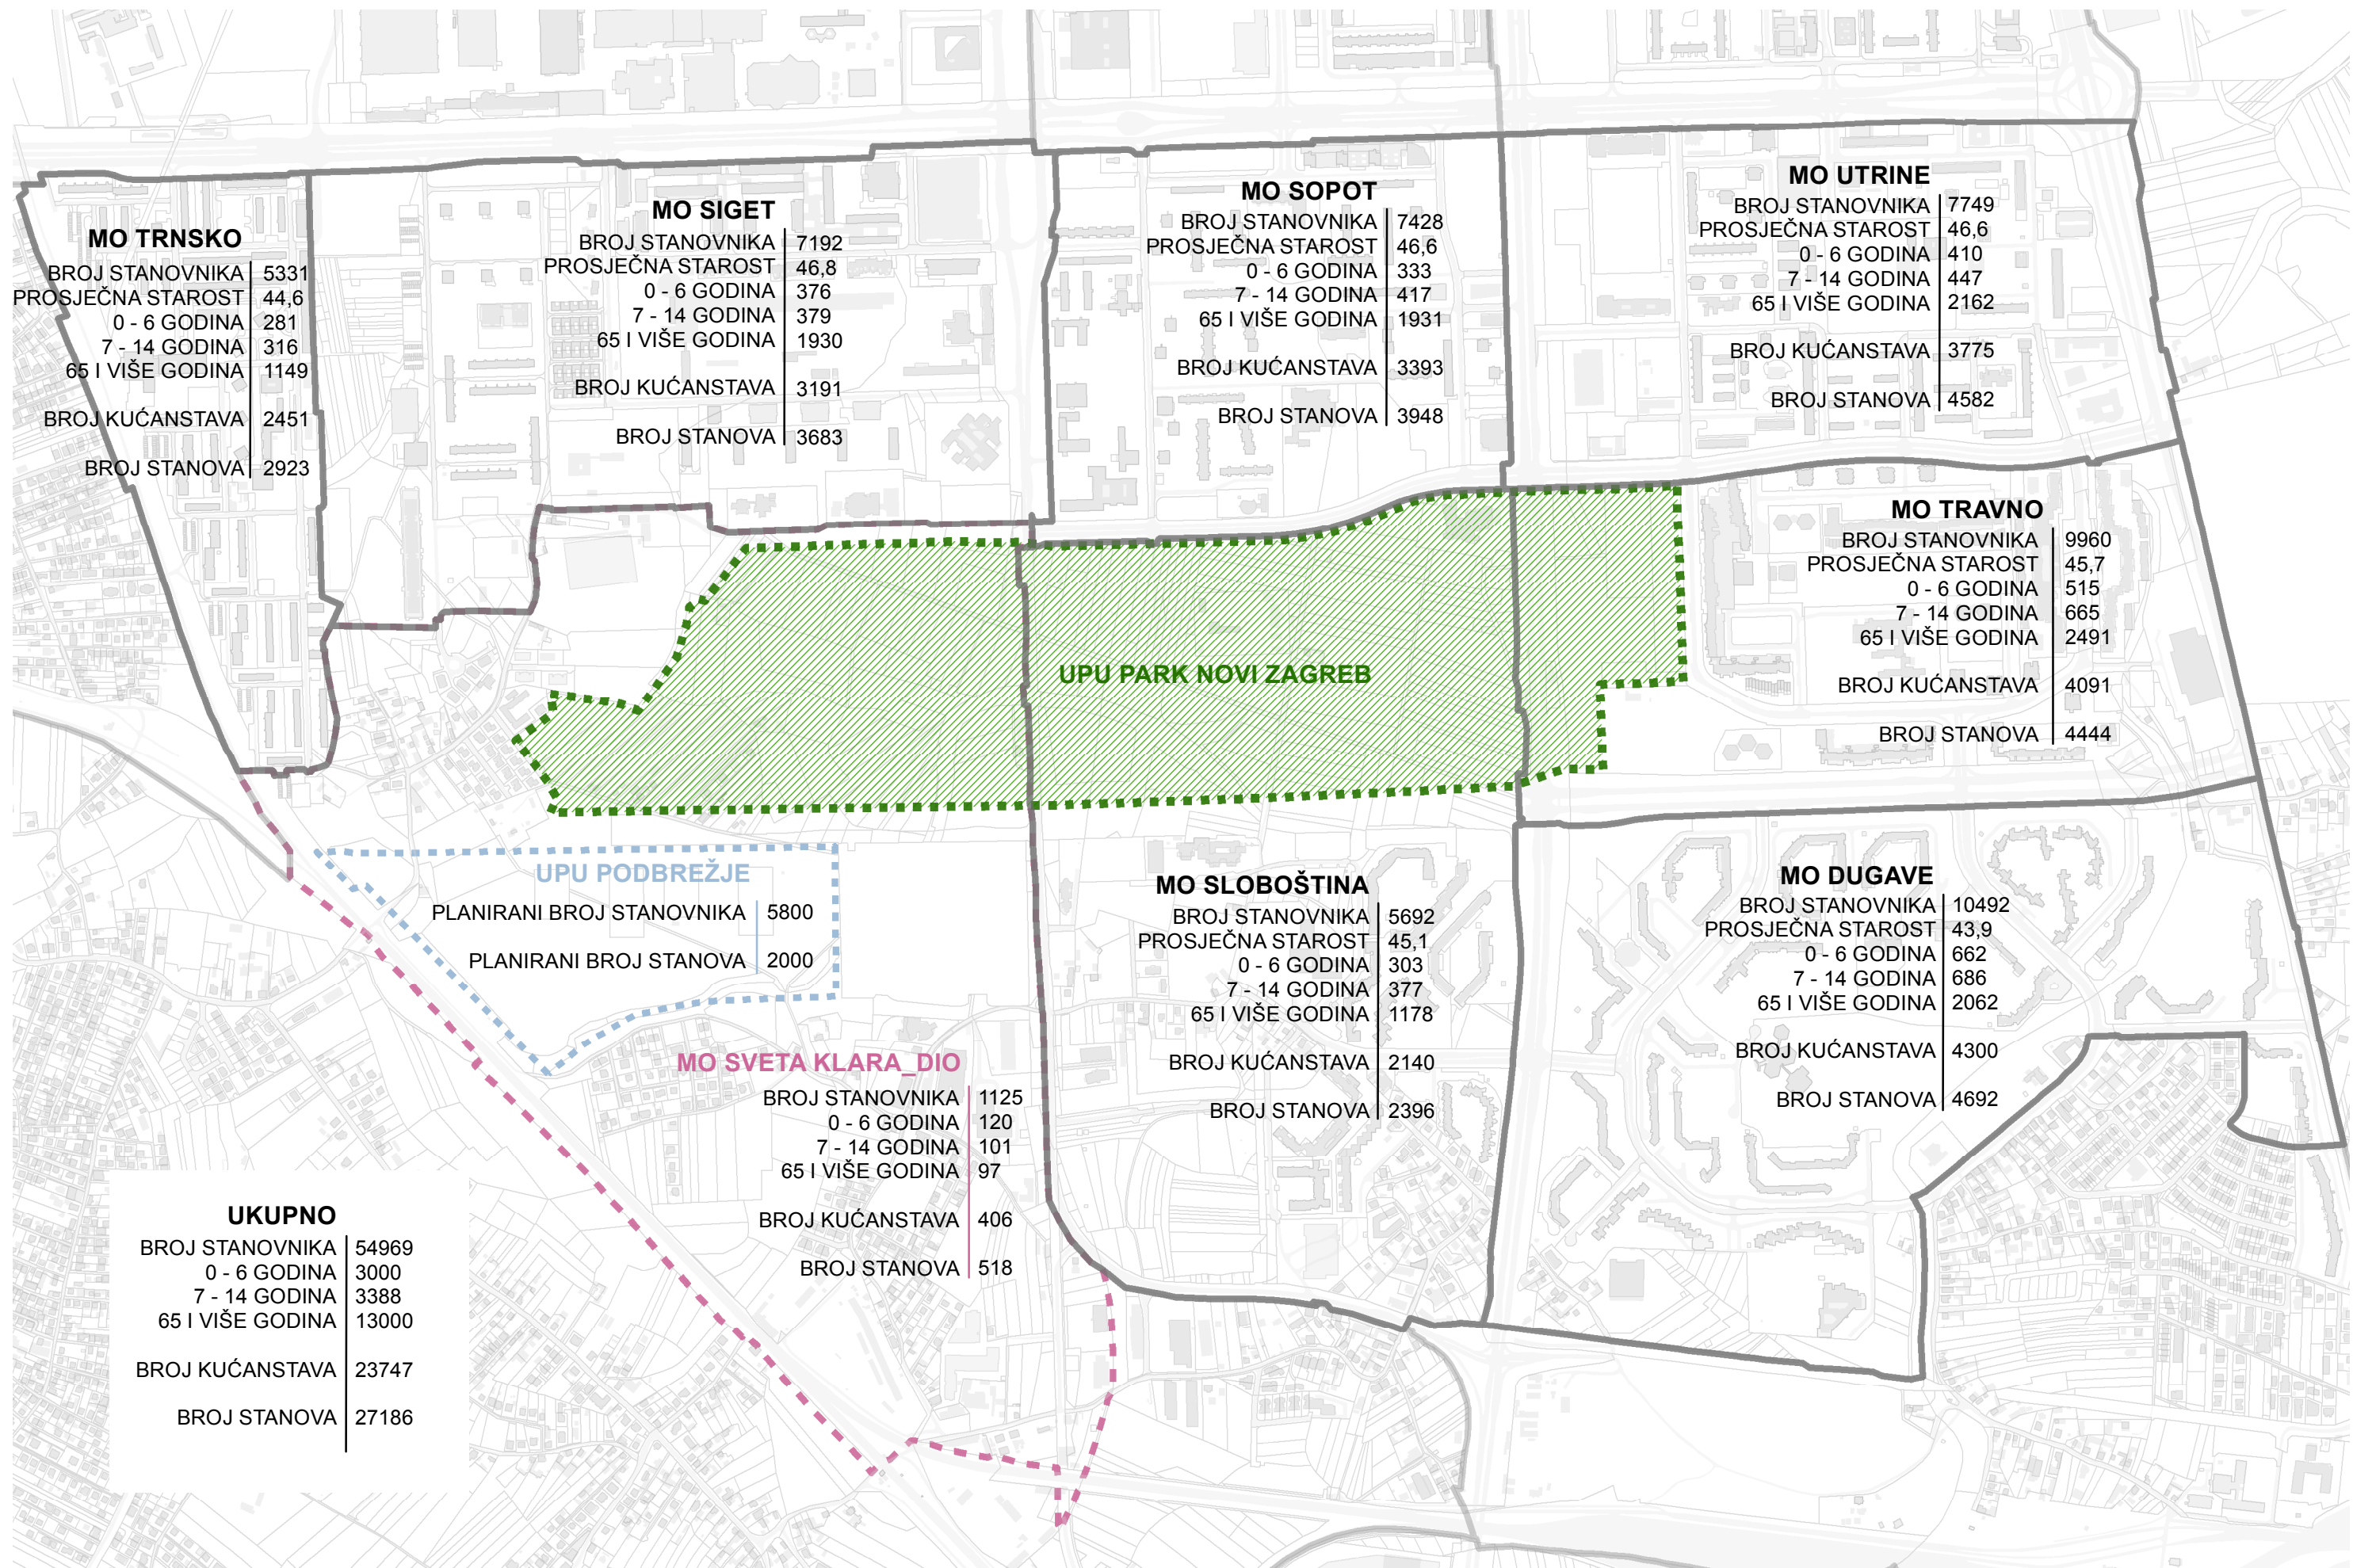 MO TRNSKO
BROJ STANOVNIKA 5331
PROSJEČNA STAROST 44,6
0 - 6 GODINA 281
7 - 14 GODINA 316
65 I VIŠE GODINA 1149
BROJ KUĆANSTAVA 2451
BROJ STANOVA 2923
MO SIGET
BROJ STANOVNIKA 7192
PROSJEČNA STAROST 46,8
0 - 6 GODINA 376
7 - 14 GODINA 379
65 I VIŠE GODINA 1930
BROJ KUĆANSTAVA 3191
BROJ STANOVA 3683
MO SOPOT
BROJ STANOVNIKA 7428
PROSJEČNA STAROST 46,6
0 - 6 GODINA 333
7 - 14 GODINA 417
65 I VIŠE GODINA 1931
BROJ KUĆANSTAVA 3393
BROJ STANOVA 3948
MO UTRINE
BROJ STANOVNIKA 7749
PROSJEČNA STAROST 46,6
0 - 6 GODINA 410
7 - 14 GODINA 447
65 I VIŠE GODINA 2162
BROJ KUĆANSTAVA 3775
BROJ STANOVA 4582
MO TRAVNO
BROJ STANOVNIKA 9960
PROSJEČNA STAROST 45,7
0 - 6 GODINA 515
7 - 14 GODINA 665
65 I VIŠE GODINA 2491
BROJ KUĆANSTAVA 4091
BROJ STANOVA 4444
UPU PARK NOVI ZAGREB
UPU PODBREŽJE
PLANIRANI BROJ STANOVNIKA 5800
PLANIRANI BROJ STANOVA 2000
MO SLOBOŠTINA
BROJ STANOVNIKA 5692
PROSJEČNA STAROST 45,1
0 - 6 GODINA 303
7 - 14 GODINA 377
65 I VIŠE GODINA 1178
BROJ KUĆANSTAVA 2140
BROJ STANOVA 2396
MO DUGAVE
BROJ STANOVNIKA 10492
PROSJEČNA STAROST 43,9
0 - 6 GODINA 662
7 - 14 GODINA 686
65 I VIŠE GODINA 2062
BROJ KUĆANSTAVA 4300
BROJ STANOVA 4692
MO SVETA KLARA_DIO
BROJ STANOVNIKA 1125
0 - 6 GODINA 120
7 - 14 GODINA 101
65 I VIŠE GODINA 97
BROJ KUĆANSTAVA 406
BROJ STANOVA 518
UKUPNO
BROJ STANOVNIKA 54969
0 - 6 GODINA 3000
7 - 14 GODINA 3388
65 I VIŠE GODINA 13000
BROJ KUĆANSTAVA 23747
BROJ STANOVA 27186